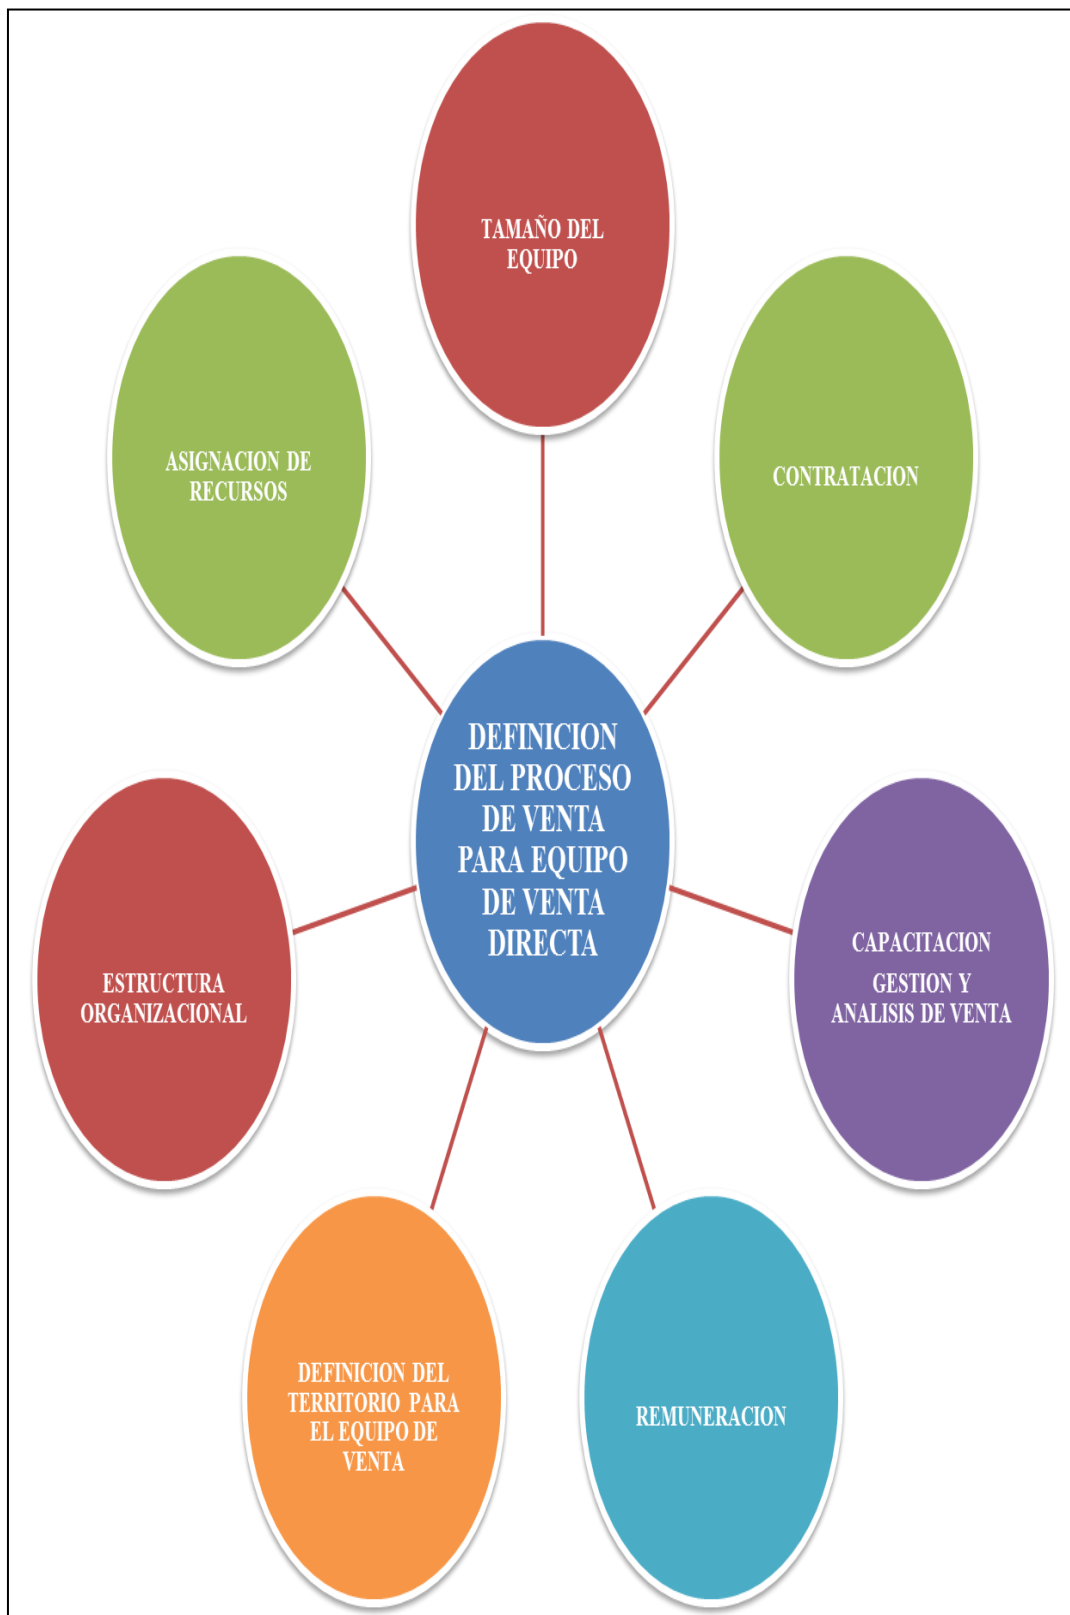 TAMAÑO DEL
EQUIPO
ASIGNACION DE
RECURSOS
CONTRATACION
DEFINICION
DEL PROCESO
DE VENTA
PARA EQUIPO
DE VENTA
DIRECTA
CAPACITACION
GESTION Y
ANALISIS DE VENTA
ESTRUCTURA
ORGANIZACIONAL
DEFINICION DEL
TERRITORIO PARA
EL EQUIPO DE
VENTA
REMUNERACION